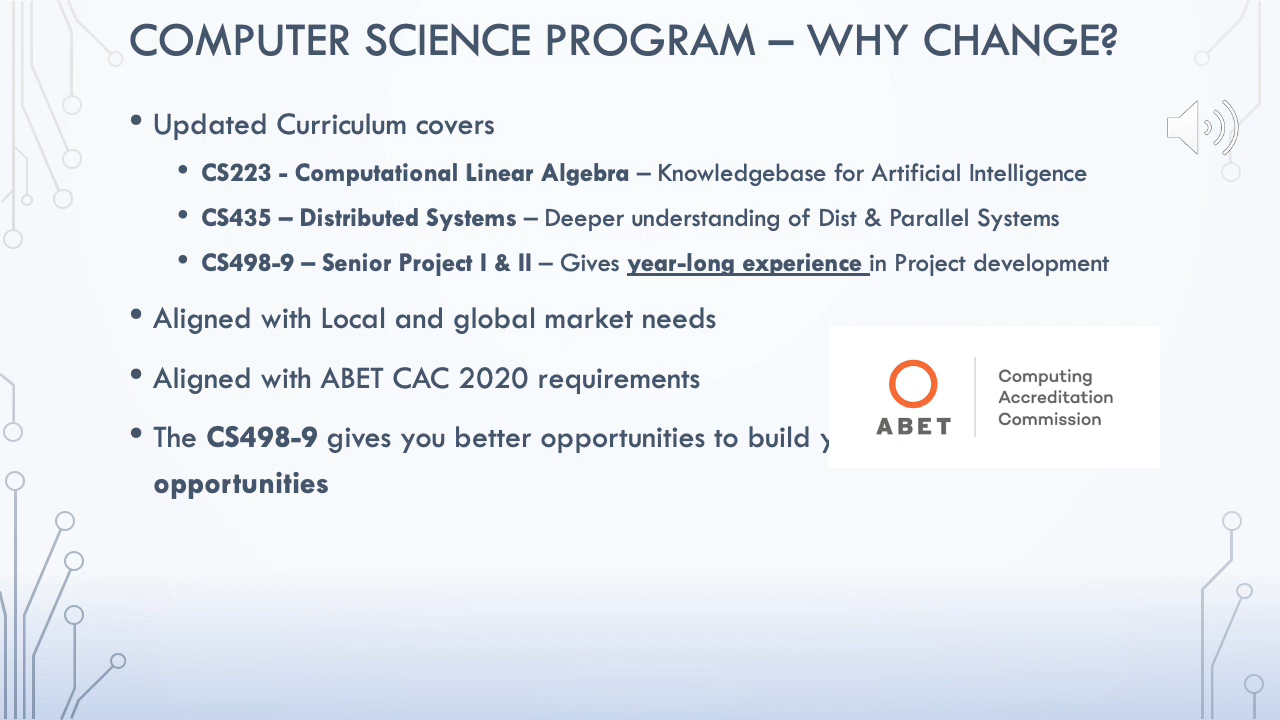 COMPUTER SCIENCE PROGRAM – WHY CHANGE?
• Updated Curriculum covers
• CS223 - Computational Linear Algebra – Knowledgebase for Artificial Intelligence
• CS435 – Distributed Systems – Deeper understanding of Dist & Parallel Systems
• CS498-9 – Senior Project I & II – Gives year-long experience in Project development
• Aligned with Local and global market needs
• Aligned with ABET CAC 2020 requirements
• The CS498-9 gives you better opportunities to build
opportunities
ABET
Computing
Accreditation
Commission